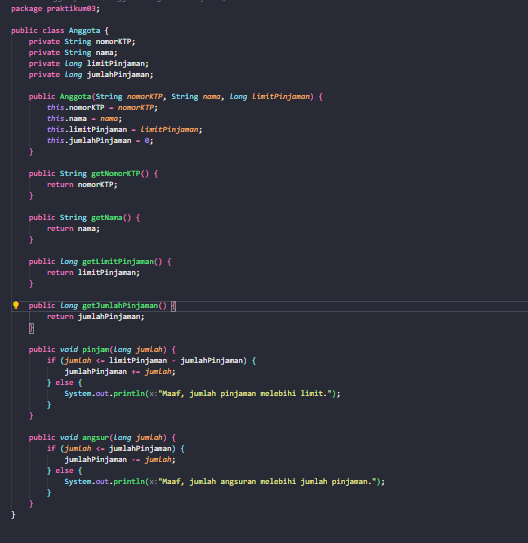 package praktikum03;
public class Anggota {
private String nomorKTP;
private String nama;
private long limitPinjaman;
private long jumlahPinjaman;
public Anggota(String nomorKTP, String nama, long limitPinjaman) {
this.nomorKTP = nomorKTP;
this.nama = nama;
this.limitPinjaman = limitPinjaman;
this.jumlahPinjaman = 0;
}
public String getNomorKTP() {
return nomorKTP;
}
public String getNama() {
return nama;
}
public long getLimitPinjaman() {
return limitPinjaman;
}
public long getJumlahPinjaman() {
return jumlahPinjaman;
}
public void pinjam(long jumlah) {
if (jumlah <= limitPinjaman - jumlahPinjaman) {
jumlahPinjaman += jumlah;
} else {
System.out.println(x:"Maaf, jumlah pinjaman melebihi limit.");
}
}
public void angsur(long jumlah) {
if (jumlah <= jumlahPinjaman) {
jumlahPinjaman -= jumlah;
} else {
System.out.println(x:"Maaf, jumlah angsuran melebihi jumlah pinjaman.");
}
}
}